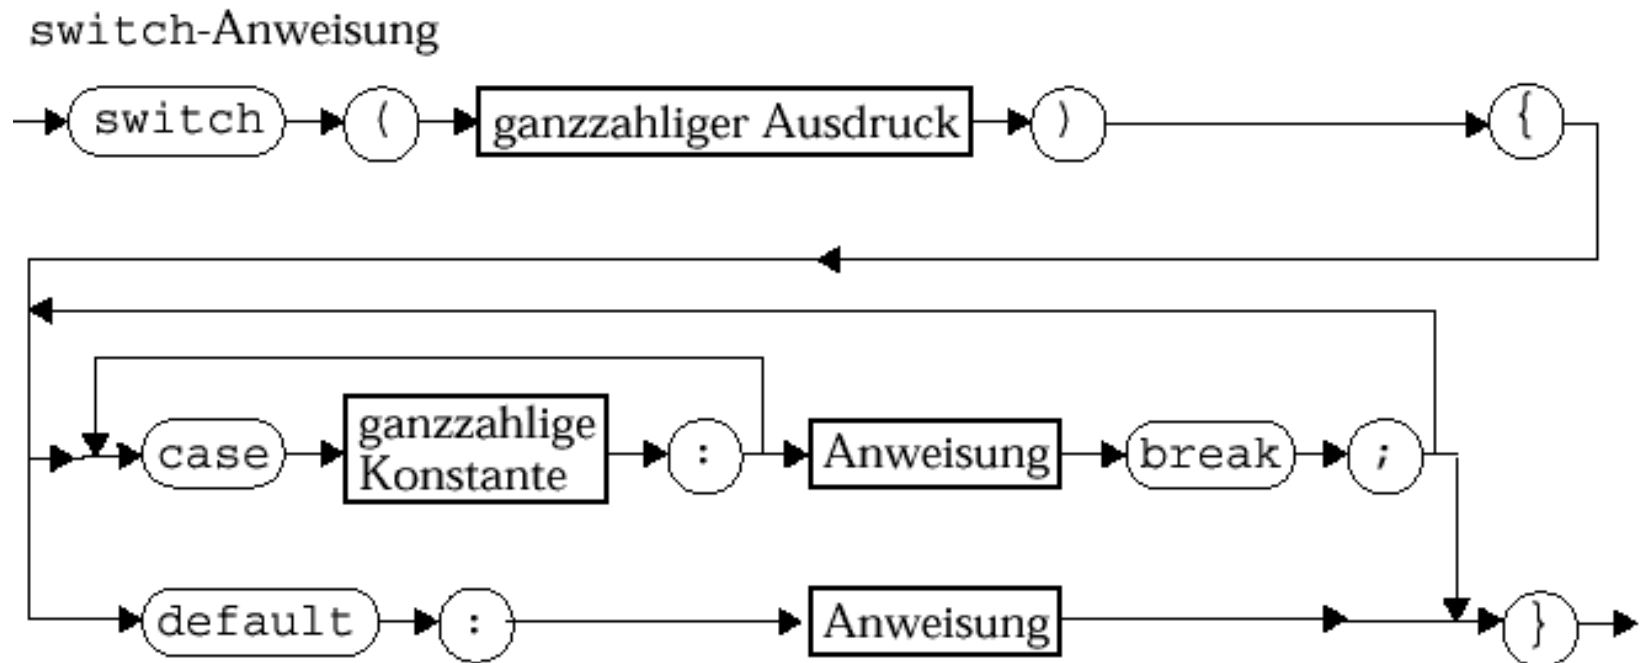 switch-Anweisung
switch ( ganzzahliger Ausdruck ) {
case ganzzahlige Konstante : Anweisung break ;
default : Anweisung }